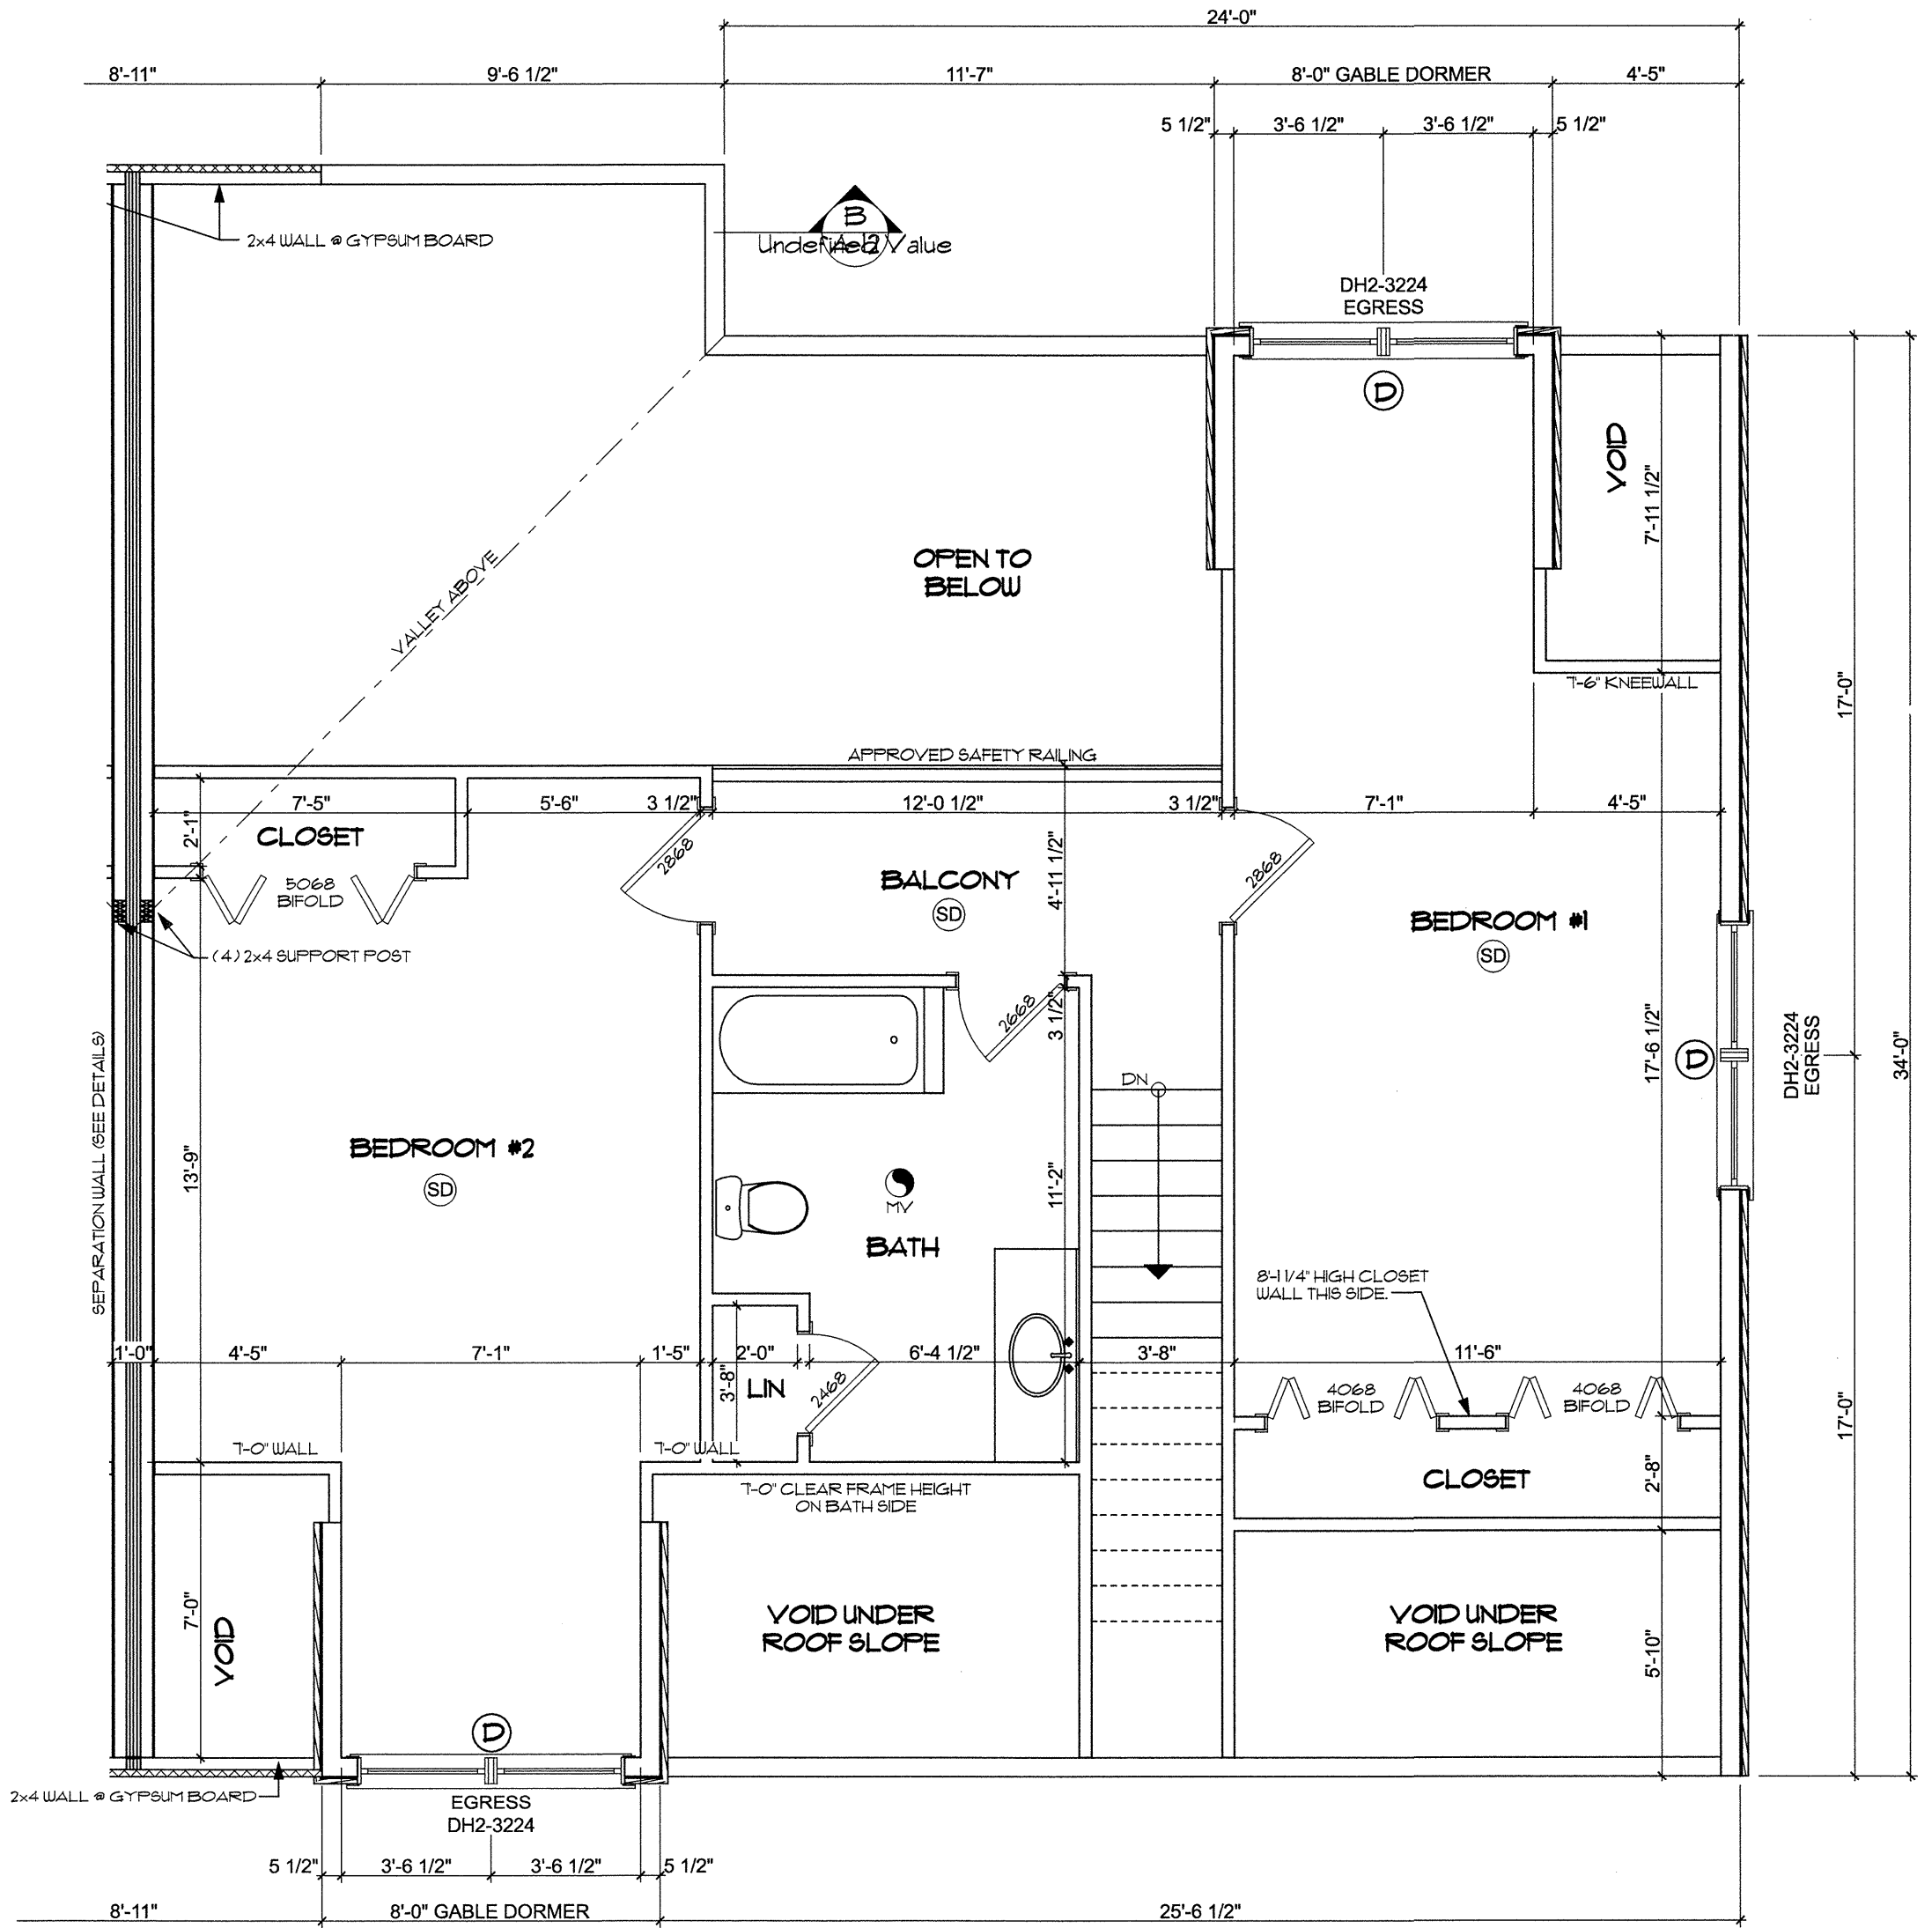 24'-0"
8'-11"
9'-6 1/2"
11'-7"
8'-0" GABLE DORMER
4'-5"
5 1/2"
3'-6 1/2"
3'-6 1/2"
5 1/2"
B
Undefined Value
A-12
2x4 WALL @ GYPSUM BOARD
DH2-3224
EGRESS
D
VOID
7'-11 1/2"
OPEN TO
BELOW
VALLEY ABOVE
7'-6" KNEEWALL
17'-0"
APPROVED SAFETY RAILING
7'-5"
5'-6"
3 1/2"
12'-0 1/2"
3 1/2"
7'-1"
4'-5"
2'-1"
CLOSET
2868
4'-11 1/2"
2868
5068
BIFOLD
BALCONY
SD
BEDROOM #1
SD
(4) 2x4 SUPPORT POST
2668
3 1/2"
17'-6 1/2"
D
DH2-3224
EGRESS
34'-0"
SEPARATION WALL (SEE DETAILS)
DN
13'-9"
BEDROOM #2
SD
MV
11'-2"
BATH
8'-1 1/4" HIGH CLOSET
WALL THIS SIDE.
1'-0"
4'-5"
7'-1"
1'-5"
2'-0"
6'-4 1/2"
3'-8"
11'-6"
3'-8"
LIN
2468
4068
BIFOLD
4068
BIFOLD
17'-0"
7'-0" WALL
7'-0" WALL
7'-0" CLEAR FRAME HEIGHT
ON BATH SIDE
CLOSET
2'-8"
7'-0"
VOID
VOID UNDER
ROOF SLOPE
VOID UNDER
ROOF SLOPE
5'-10"
D
2x4 WALL @ GYPSUM BOARD
EGRESS
DH2-3224
5 1/2"
3'-6 1/2"
3'-6 1/2"
5 1/2"
8'-11"
8'-0" GABLE DORMER
25'-6 1/2"